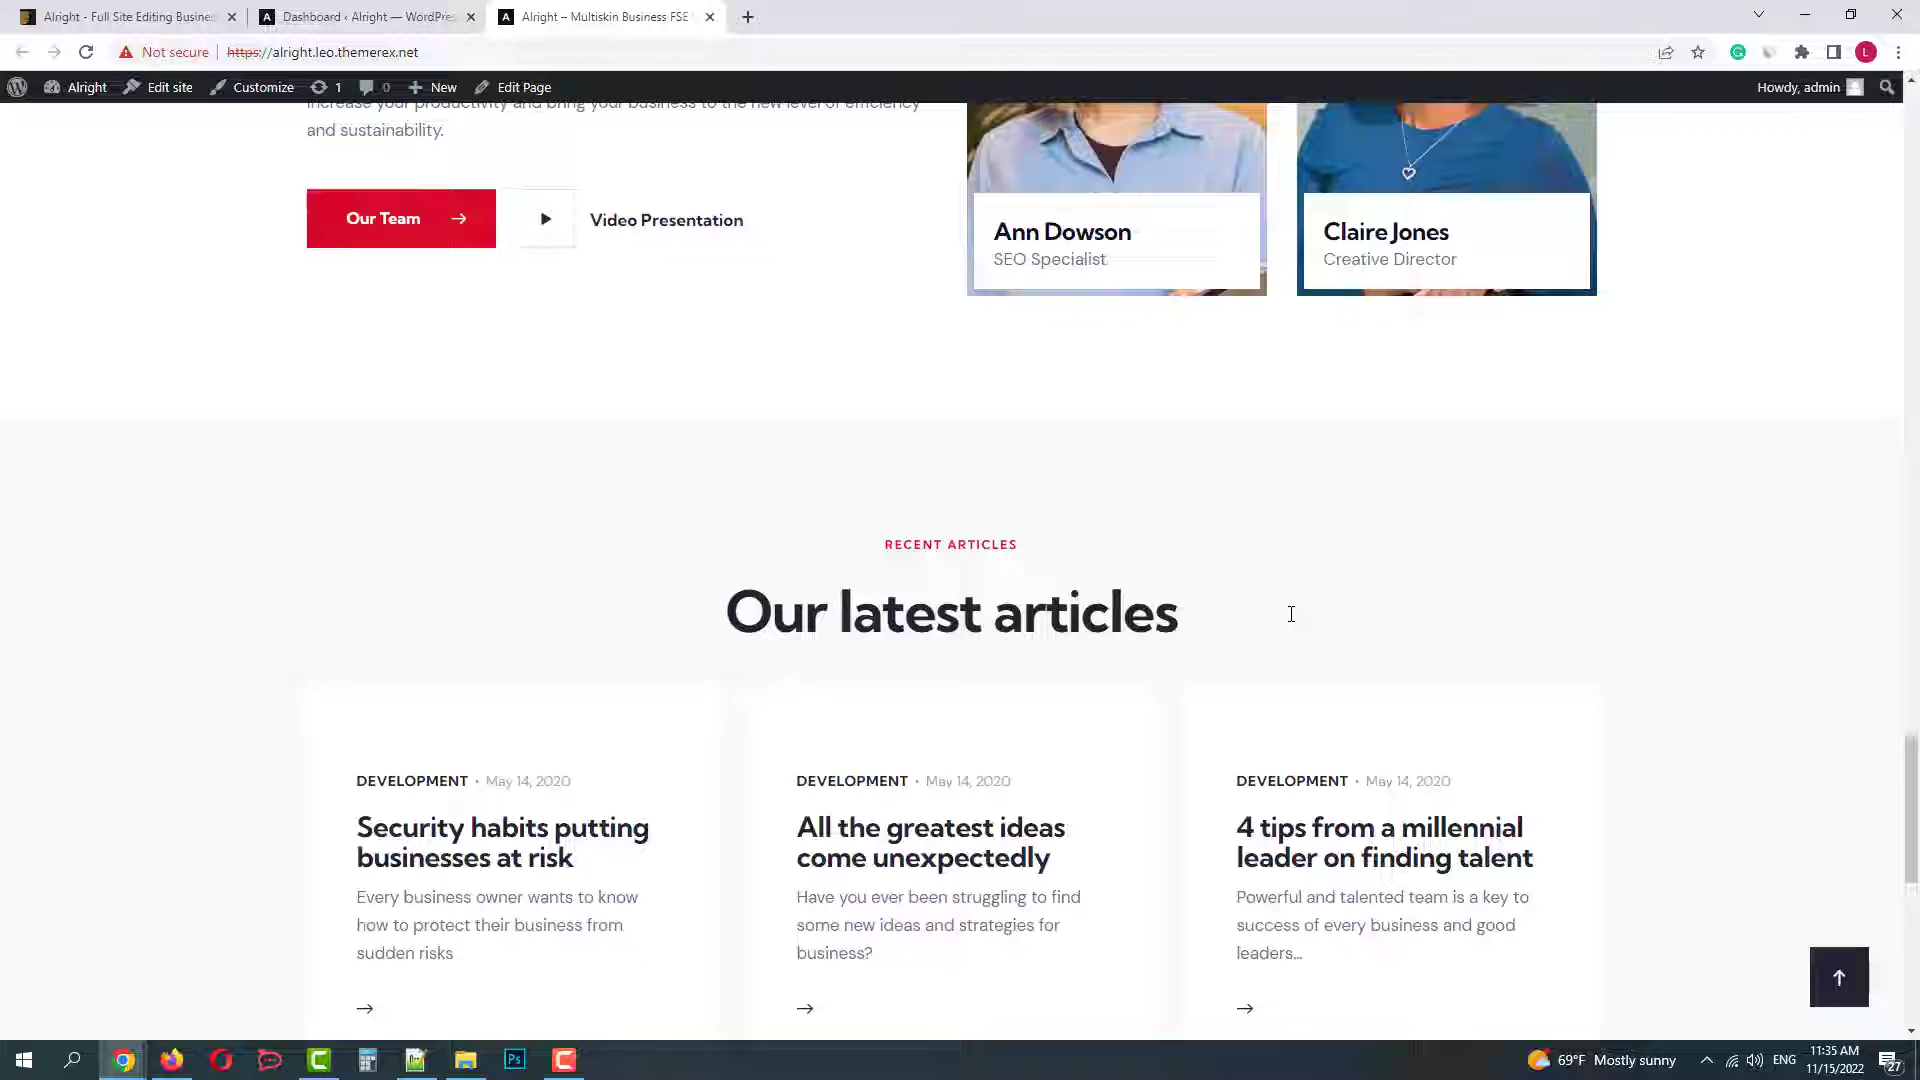 Alright - Full Site Editing Busine
Dashboard ‹ Alright — WordPre
Alright – Multiskin Business FSE
Not secure
https://alright.leo.themerex.net
L
Alright
Edit site
Customize
1
0
New
Edit Page
Howdy, admin
increase your productivity and bring your business to the new level of efficiency
and sustainability.
Our Team
Video Presentation
Ann Dowson
SEO Specialist
Claire Jones
Creative Director
RECENT ARTICLES
Our latest articles
DEVELOPMENT · May 14, 2020
Security habits putting
businesses at risk
Every business owner wants to know
how to protect their business from
sudden risks
DEVELOPMENT · May 14, 2020
All the greatest ideas
come unexpectedly
Have you ever been struggling to find
some new ideas and strategies for
business?
DEVELOPMENT · May 14, 2020
4 tips from a millennial
leader on finding talent
Powerful and talented team is a key to
success of every business and good
leaders...
Ps
69°F Mostly sunny
ENG
11:35 AM
11/15/2022
27